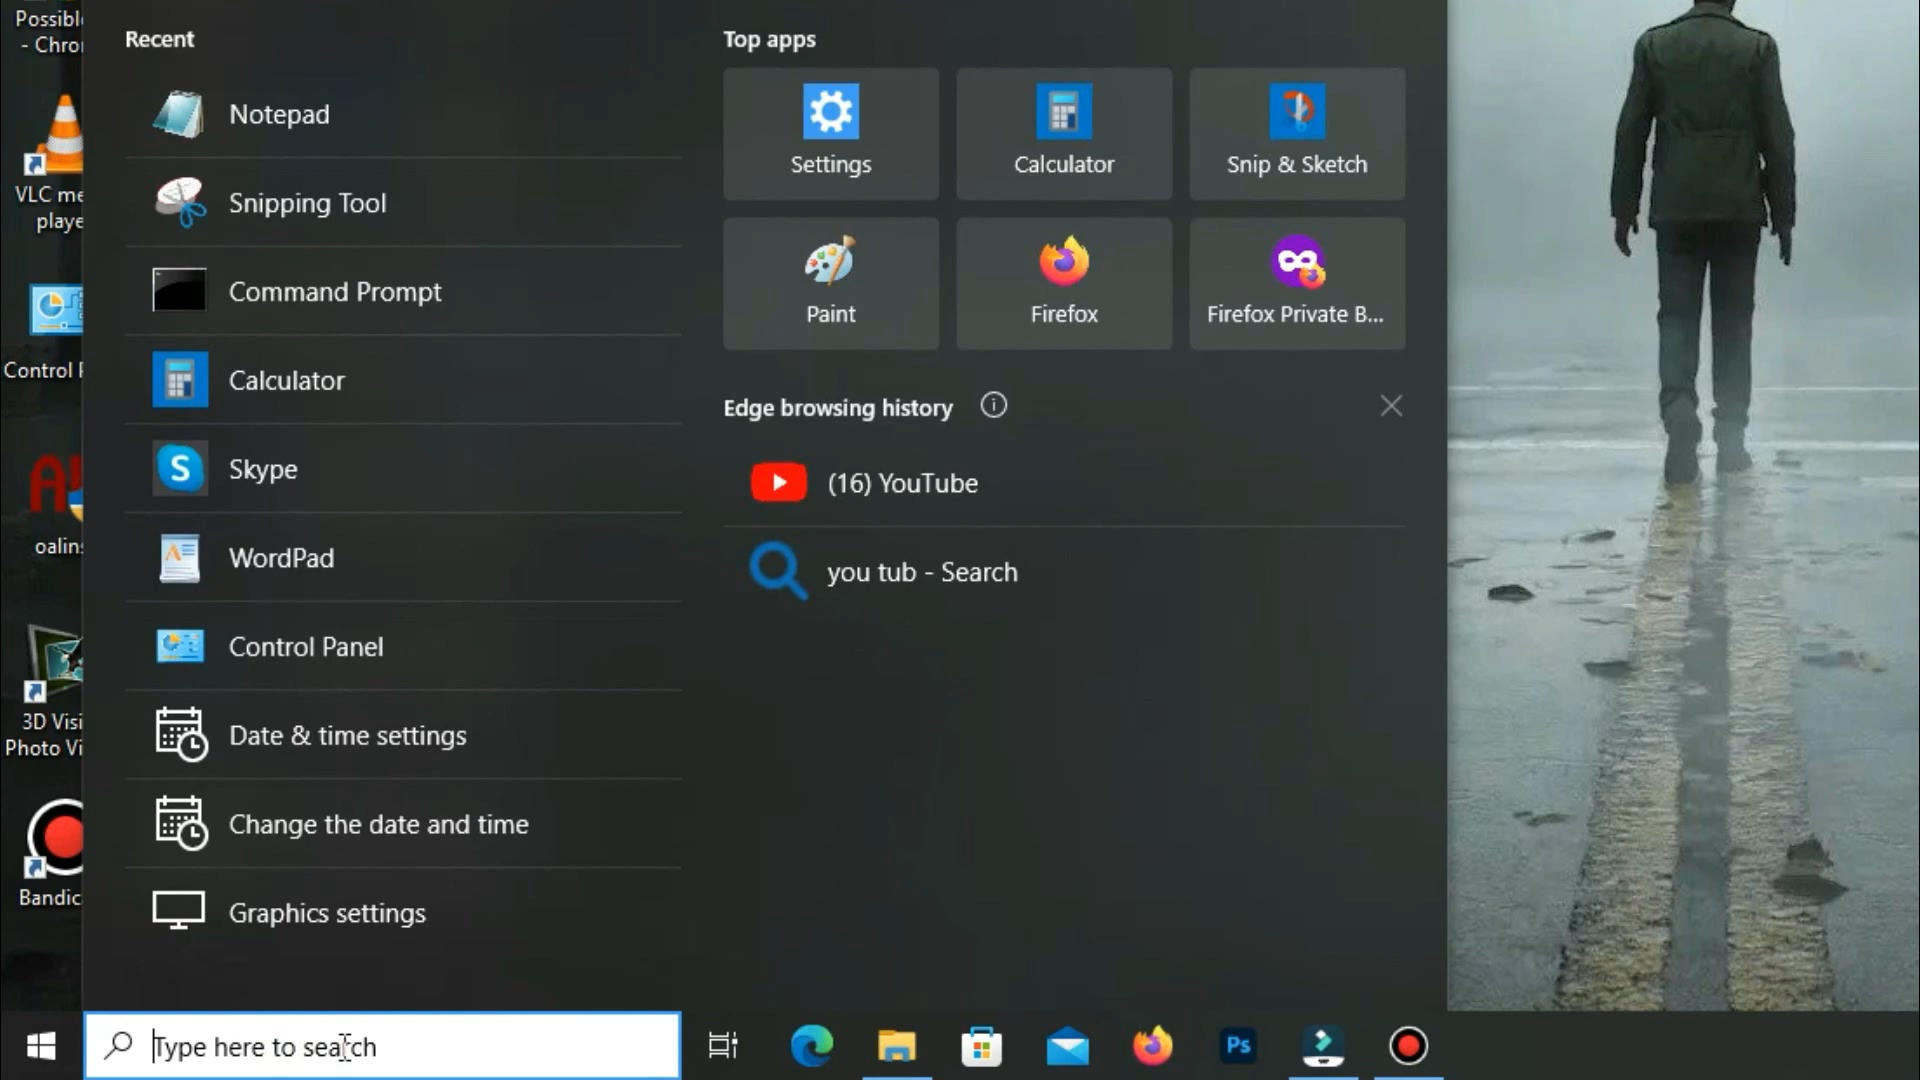 Possibl
- Chro
VLC me
playe
Control
oalins
3D Visi
Photo Vi
Bandic
Recent
Notepad
Snipping Tool
Command Prompt
Calculator
S
Skype
WordPad
Control Panel
Date & time settings
Change the date and time
Graphics settings
Top apps
Settings
Calculator
Snip & Sketch
Paint
Firefox
Firefox Private B...
Edge browsing history
(16) YouTube
you tub - Search
Type here to search
Ps